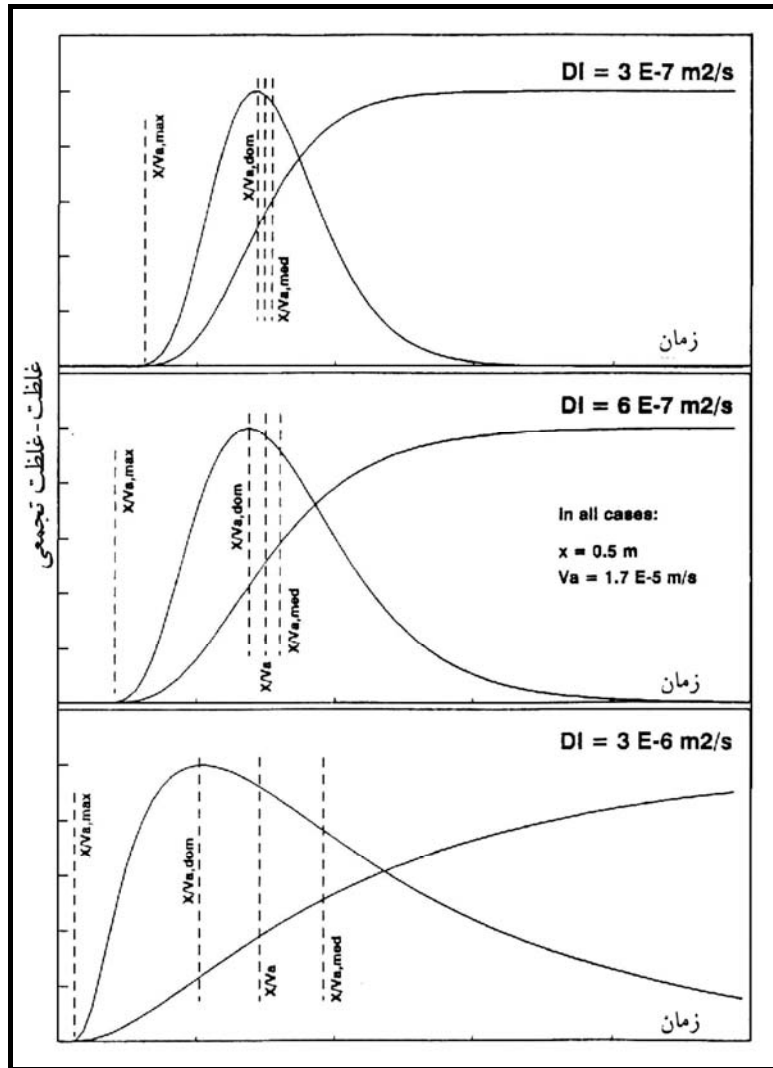 غلظت - غلظت تجمعی
DI = 3 E-7 m2/s
X/Va,max
X/Va,dom
X/Va,med
زمان
DI = 6 E-7 m2/s
X/Va,max
X/Va,dom
X/Va
X/Va,med
In all cases:
x = 0.5 m
Va = 1.7 E-5 m/s
زمان
DI = 3 E-6 m2/s
X/Va,max
X/Va,dom
X/Va
X/Va,med
زمان